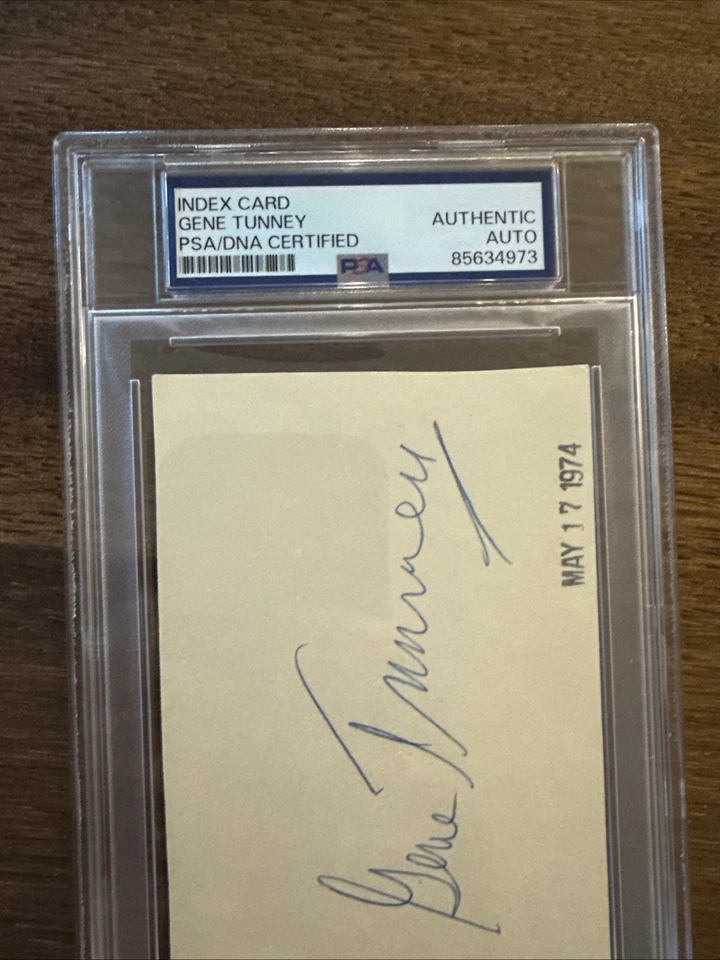 INDEX CARD
GENE TUNNEY
PSA/DNA CERTIFIED
AUTHENTIC
AUTO
85634973
PSA
MAY 17 1974
Gene Tunney